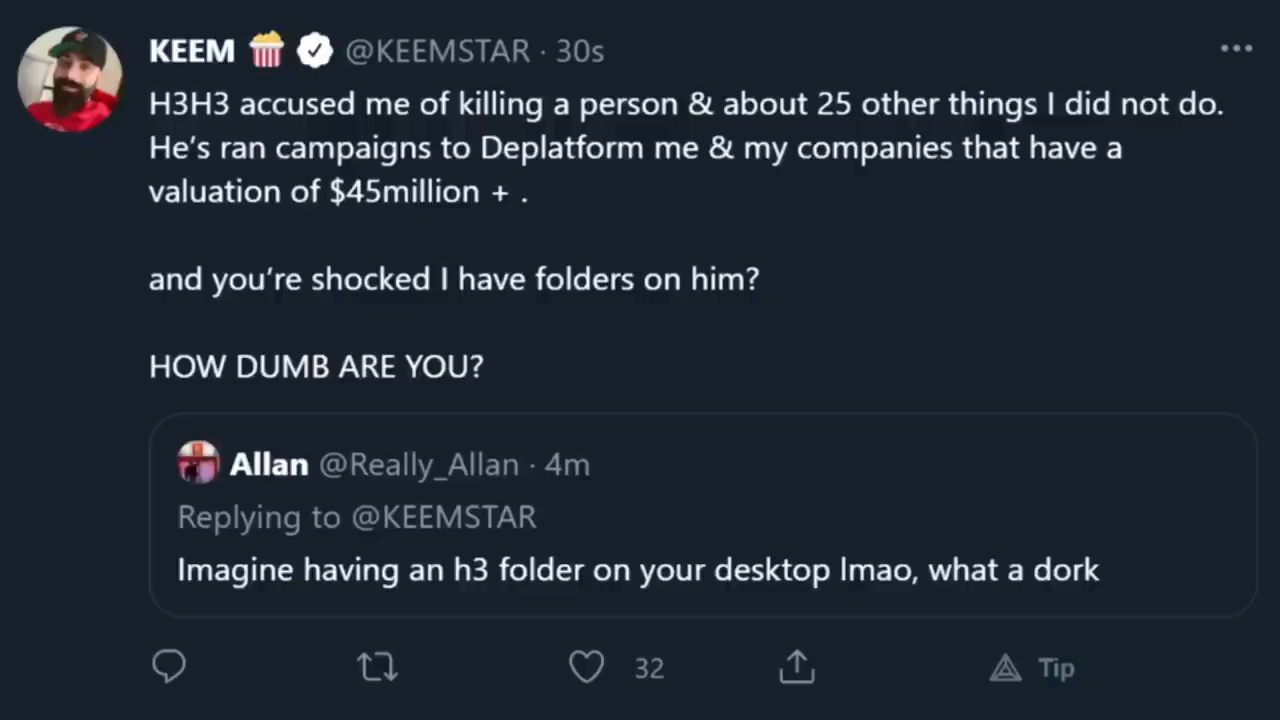 KEEM 🍿 @KEEMSTAR · 30s
H3H3 accused me of killing a person & about 25 other things I did not do.
He’s ran campaigns to Deplatform me & my companies that have a
valuation of $45million + .
and you’re shocked I have folders on him?
HOW DUMB ARE YOU?
Allan @Really_Allan · 4m
Replying to @KEEMSTAR
Imagine having an h3 folder on your desktop lmao, what a dork
32
Tip